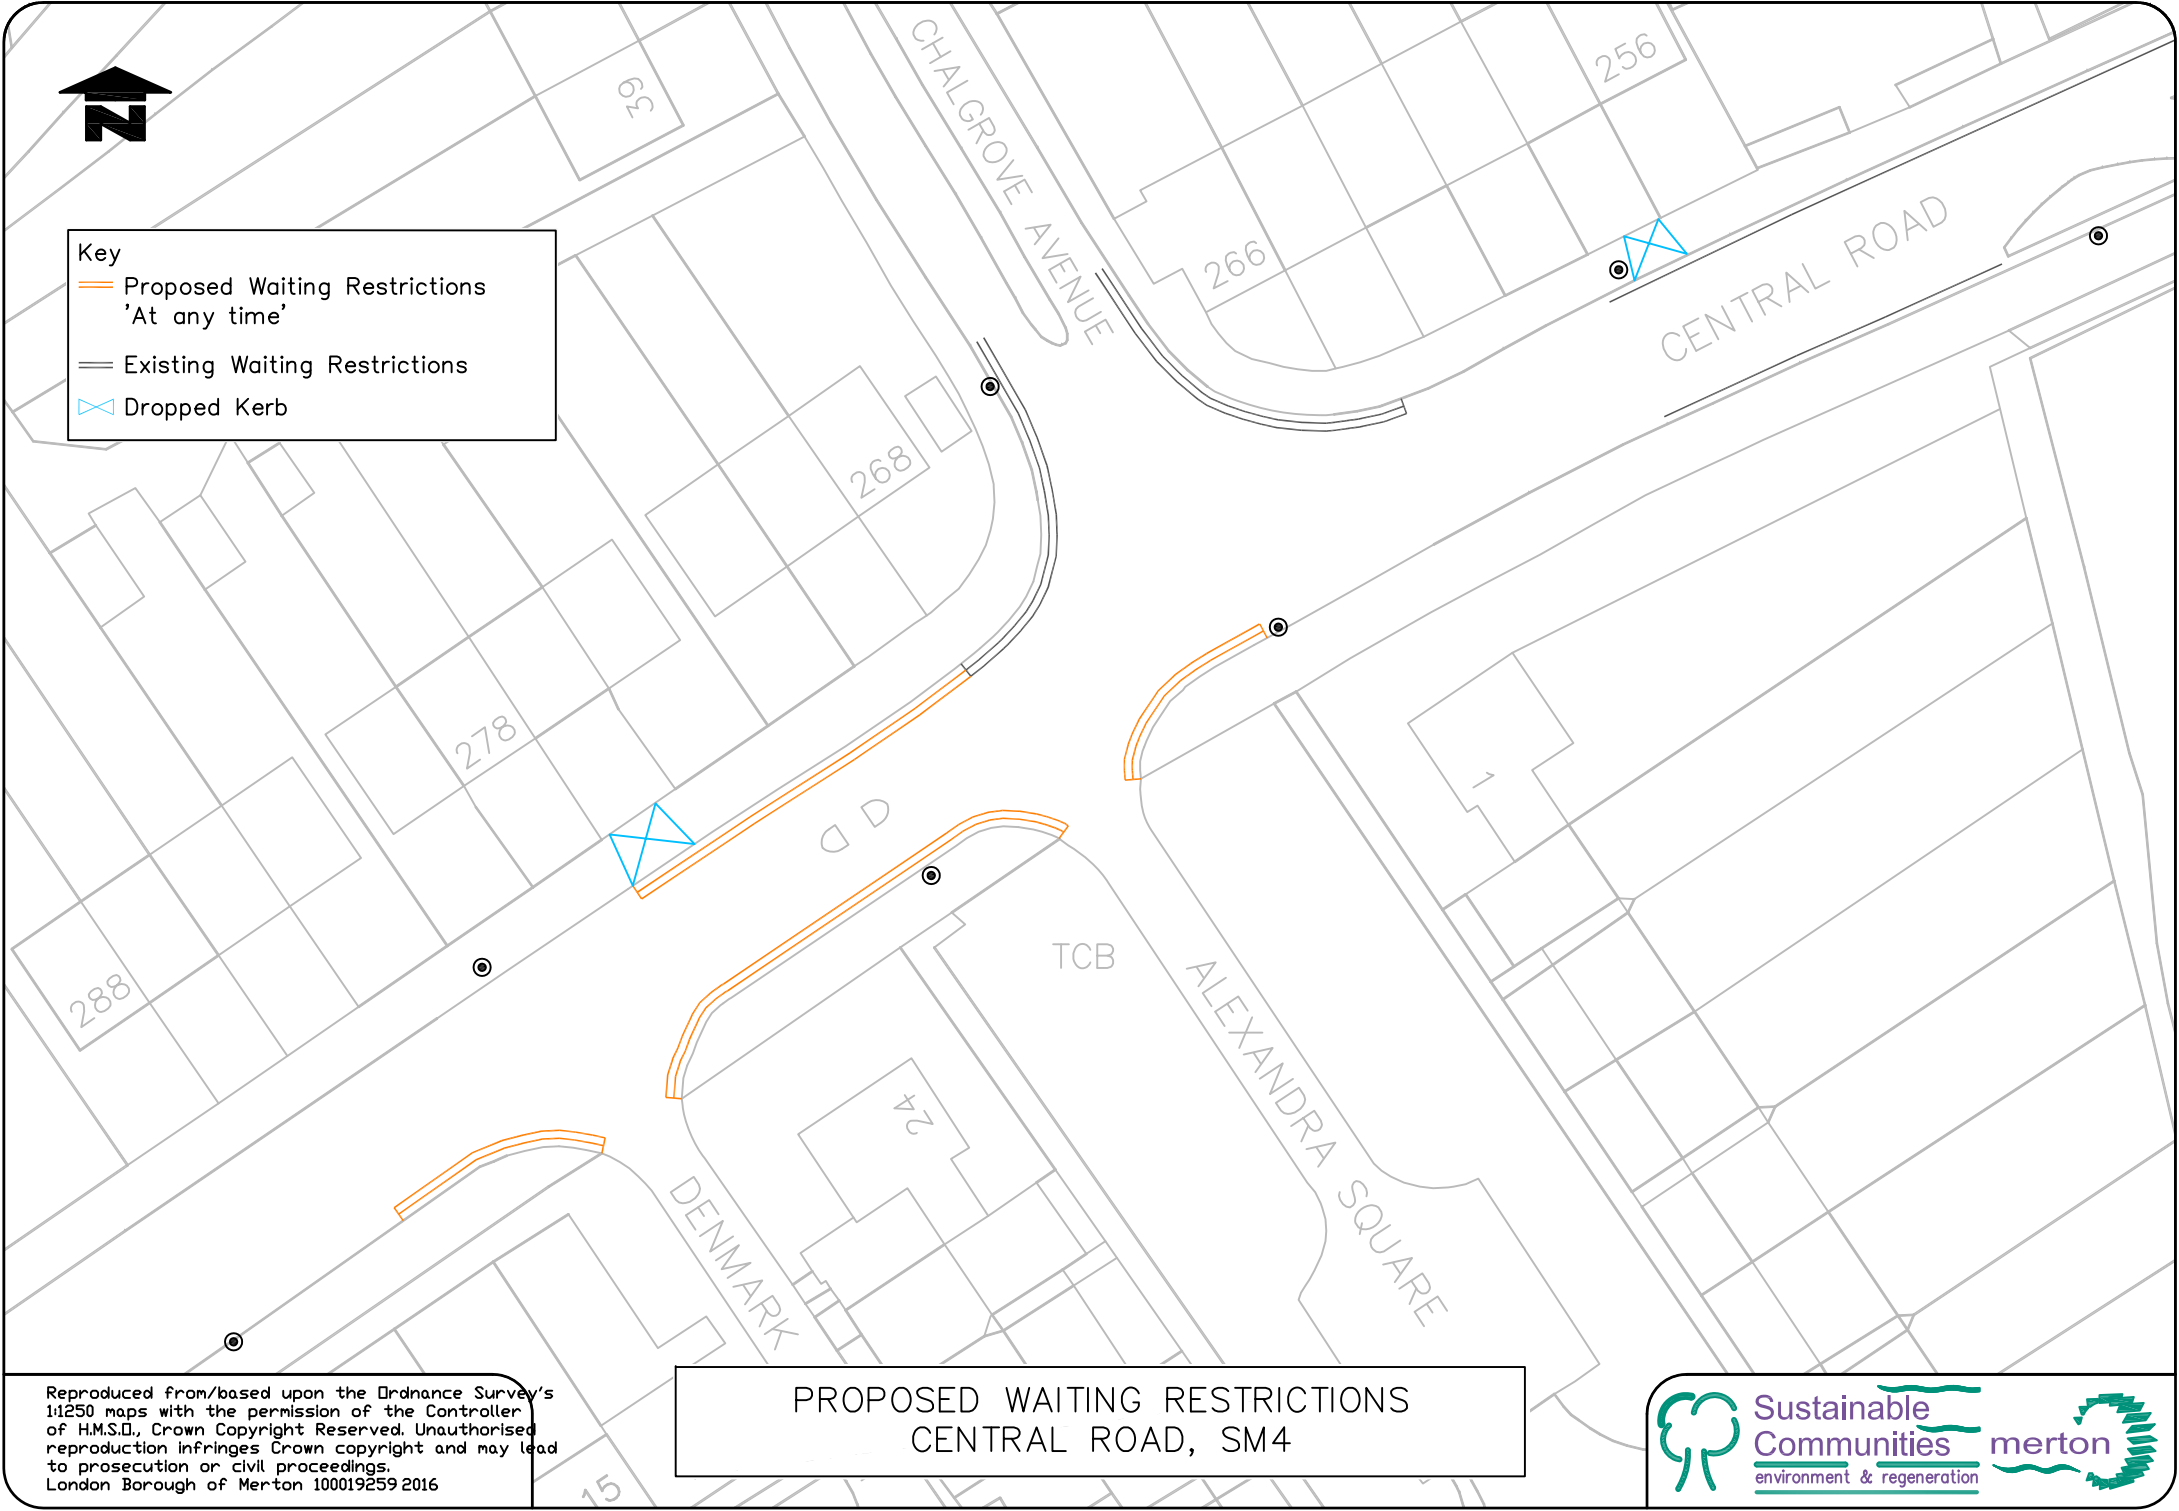 N
39
CHALGROVE AVENUE
256
266
CENTRAL ROAD
Key
Proposed Waiting Restrictions
'At any time'
Existing Waiting Restrictions
Dropped Kerb
268
278
288
1
TCB
ALEXANDRA SQUARE
24
DENMARK
15
PROPOSED WAITING RESTRICTIONS
CENTRAL ROAD, SM4
Reproduced from/based upon the Ordnance Survey's
1:1250 maps with the permission of the Controller
of H.M.S.O., Crown Copyright Reserved. Unauthorised
reproduction infringes Crown copyright and may lead
to prosecution or civil proceedings.
London Borough of Merton 100019259 2016
Sustainable
Communities
environment & regeneration
merton